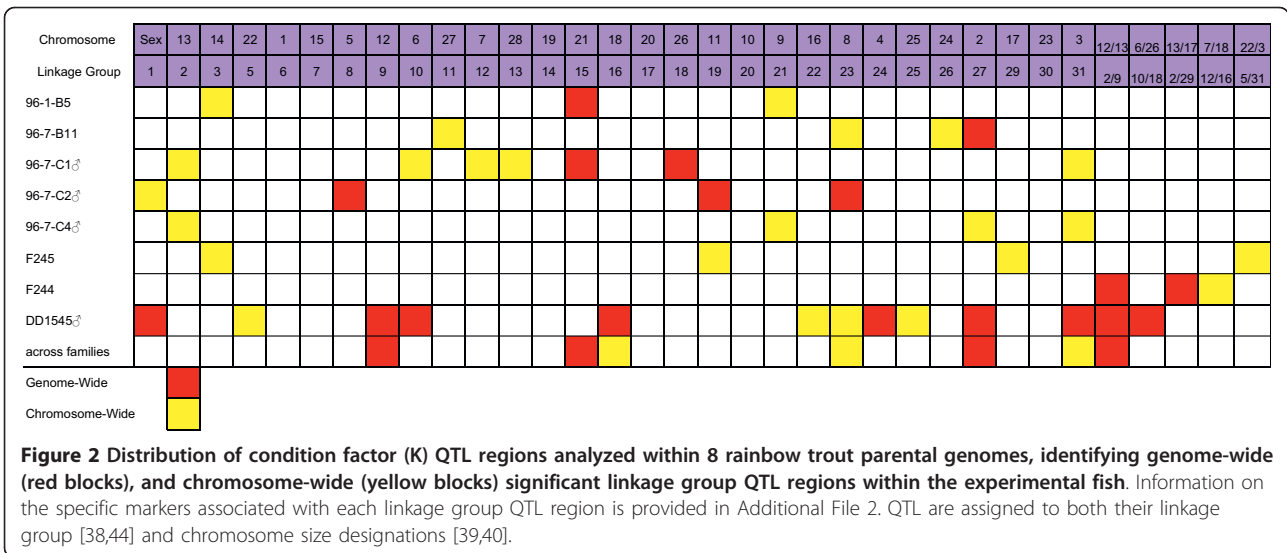 Chromosome Sex 13 14 22 1 15 5 12 6 27 7 28 19 21 18 20 26 11 10 9 16 8 4 25 24 2 17 23 3 12/13 6/26 13/17 7/18 22/3
Linkage Group 1 2 3 5 6 7 8 9 10 11 12 13 14 15 16 17 18 19 20 21 22 23 24 25 26 27 29 30 31 2/9 10/18 2/29 12/16 5/31
96-1-B5
96-7-B11
96-7-C1♂
96-7-C2♂
96-7-C4♂
F245
F244
DD1545♂
across families
Genome-Wide
Chromosome-Wide
Figure 2 Distribution of condition factor (K) QTL regions analyzed within 8 rainbow trout parental genomes, identifying genome-wide
(red blocks), and chromosome-wide (yellow blocks) significant linkage group QTL regions within the experimental fish. Information on
the specific markers associated with each linkage group QTL region is provided in Additional File 2. QTL are assigned to both their linkage
group [38,44] and chromosome size designations [39,40].